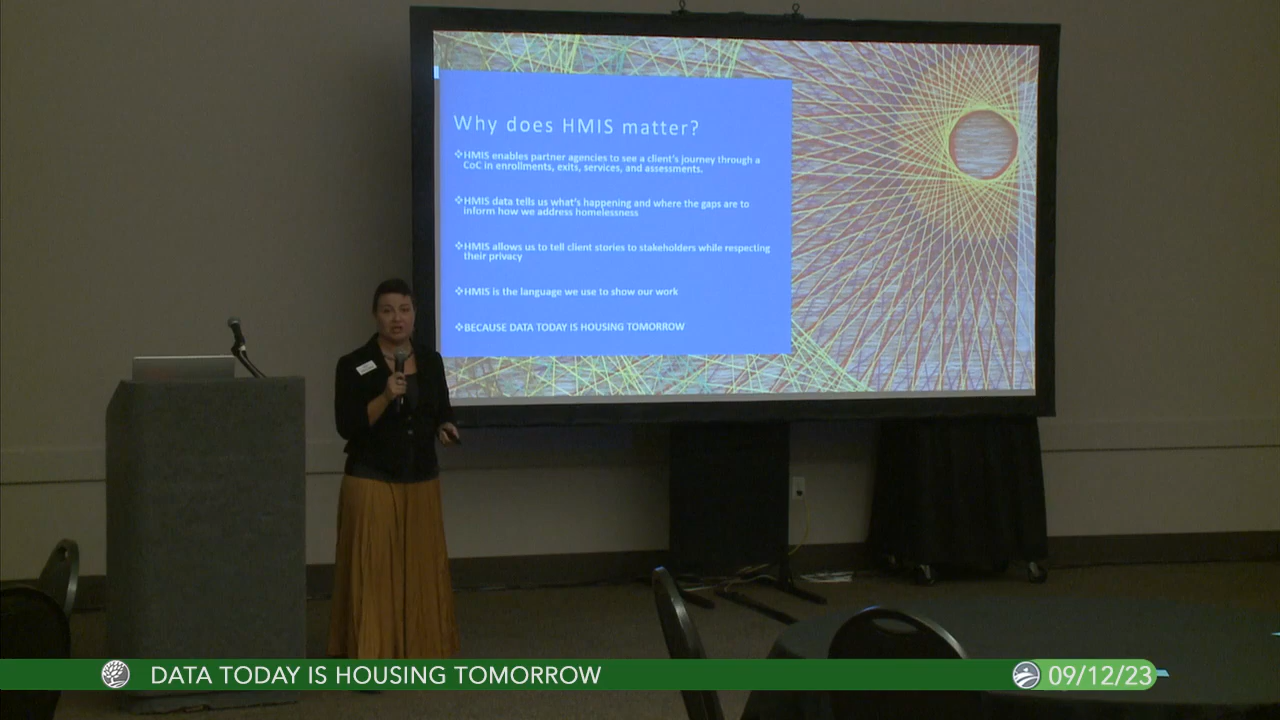 Why does HMIS matter?
❖HMIS enables partner agencies to see a client's journey through a
CoC in enrollments, exits, services, and assessments.
❖HMIS data tells us what's happening and where the gaps are to
inform how we address homelessness
❖HMIS allows us to tell client stories to stakeholders while respecting
their privacy
❖HMIS is the language we use to show our work
❖BECAUSE DATA TODAY IS HOUSING TOMORROW
DATA TODAY IS HOUSING TOMORROW
09/12/23